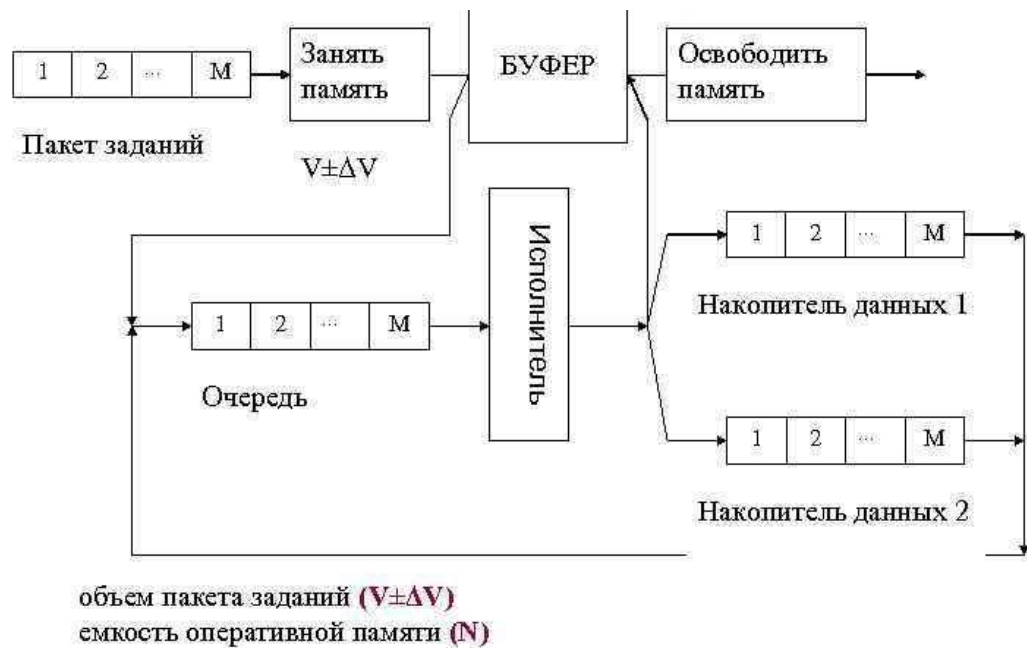 1 2 ... М
Пакет заданий
Занять
память
V±ΔV
БУФЕР
Освободить
память
1 2 ... М
Очередь
Исполнитель
1 2 ... М
Накопитель данных 1
1 2 ... М
Накопитель данных 2
объем пакета заданий (V±ΔV)
емкость оперативной памяти (N)